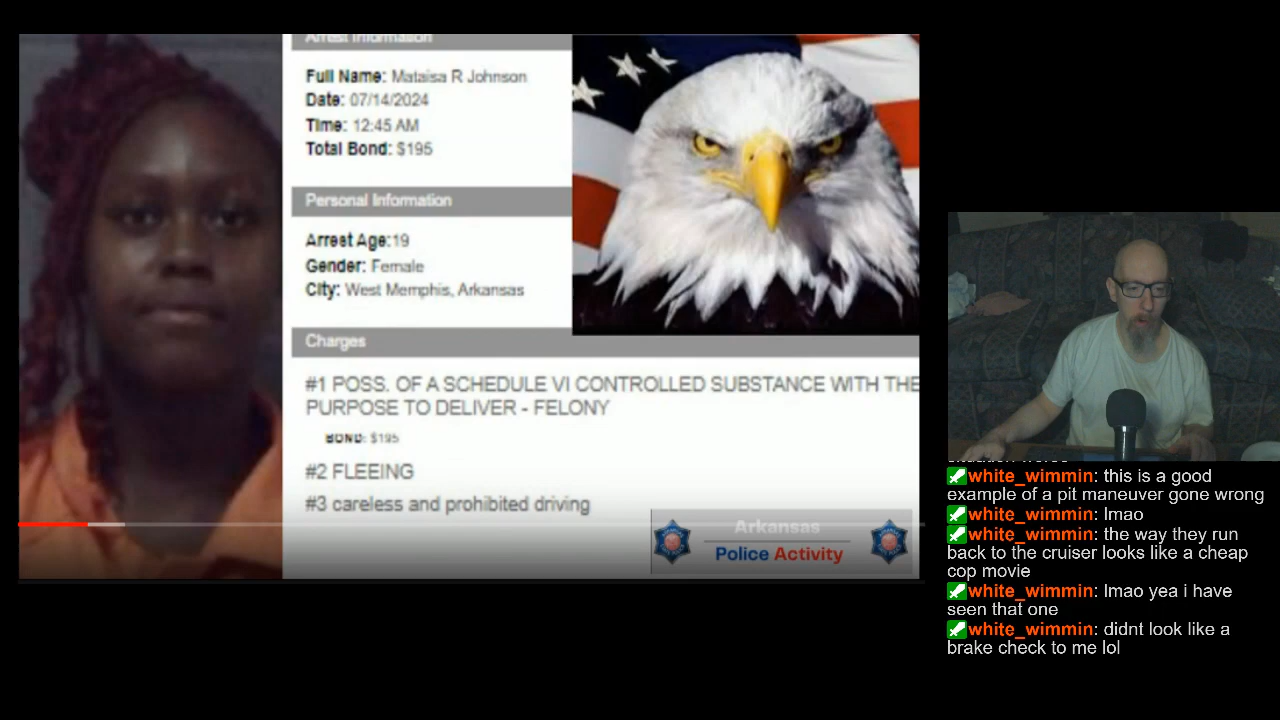 Arrest Information
Full Name: Mataisa R Johnson
Date: 07/14/2024
Time: 12:45 AM
Total Bond: $195
Personal Information
Arrest Age:19
Gender: Female
City: West Memphis, Arkansas
Charges
#1 POSS. OF A SCHEDULE VI CONTROLLED SUBSTANCE WITH THE
PURPOSE TO DELIVER - FELONY
BOND: $195
#2 FLEEING
#3 careless and prohibited driving
Arkansas
Police Activity
white_wimmin: this is a good
example of a pit maneuver gone wrong
white_wimmin: lmao
white_wimmin: the way they run
back to the cruiser looks like a cheap
cop movie
white_wimmin: lmao yea i have
seen that one
white_wimmin: didnt look like a
brake check to me lol